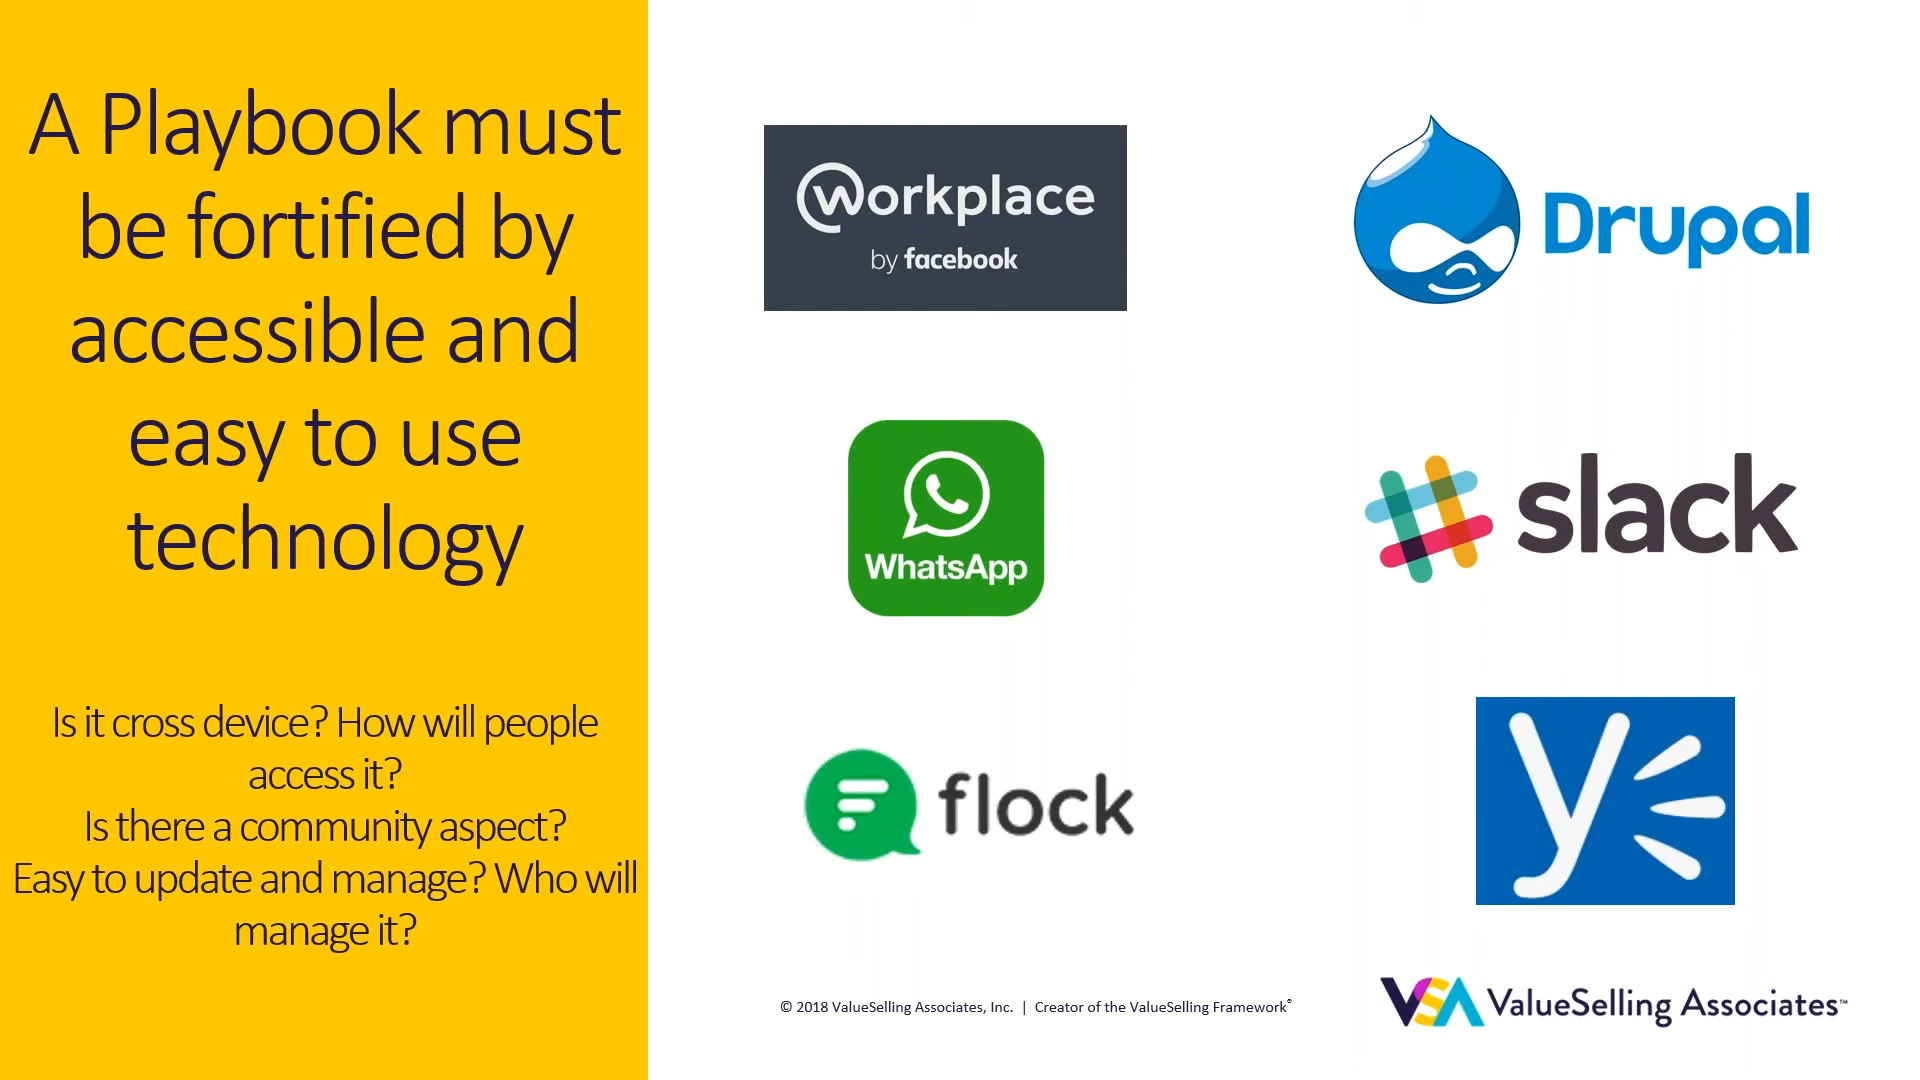 A Playbook must
be fortified by
accessible and
easy to use
technology
Is it cross device? How will people
access it?
Is there a community aspect?
Easy to update and manage? Who will
manage it?
workplace
by facebook
Drupal
WhatsApp
slack
flock
y
© 2018 ValueSelling Associates, Inc. | Creator of the ValueSelling Framework®
VSA ValueSelling Associates™